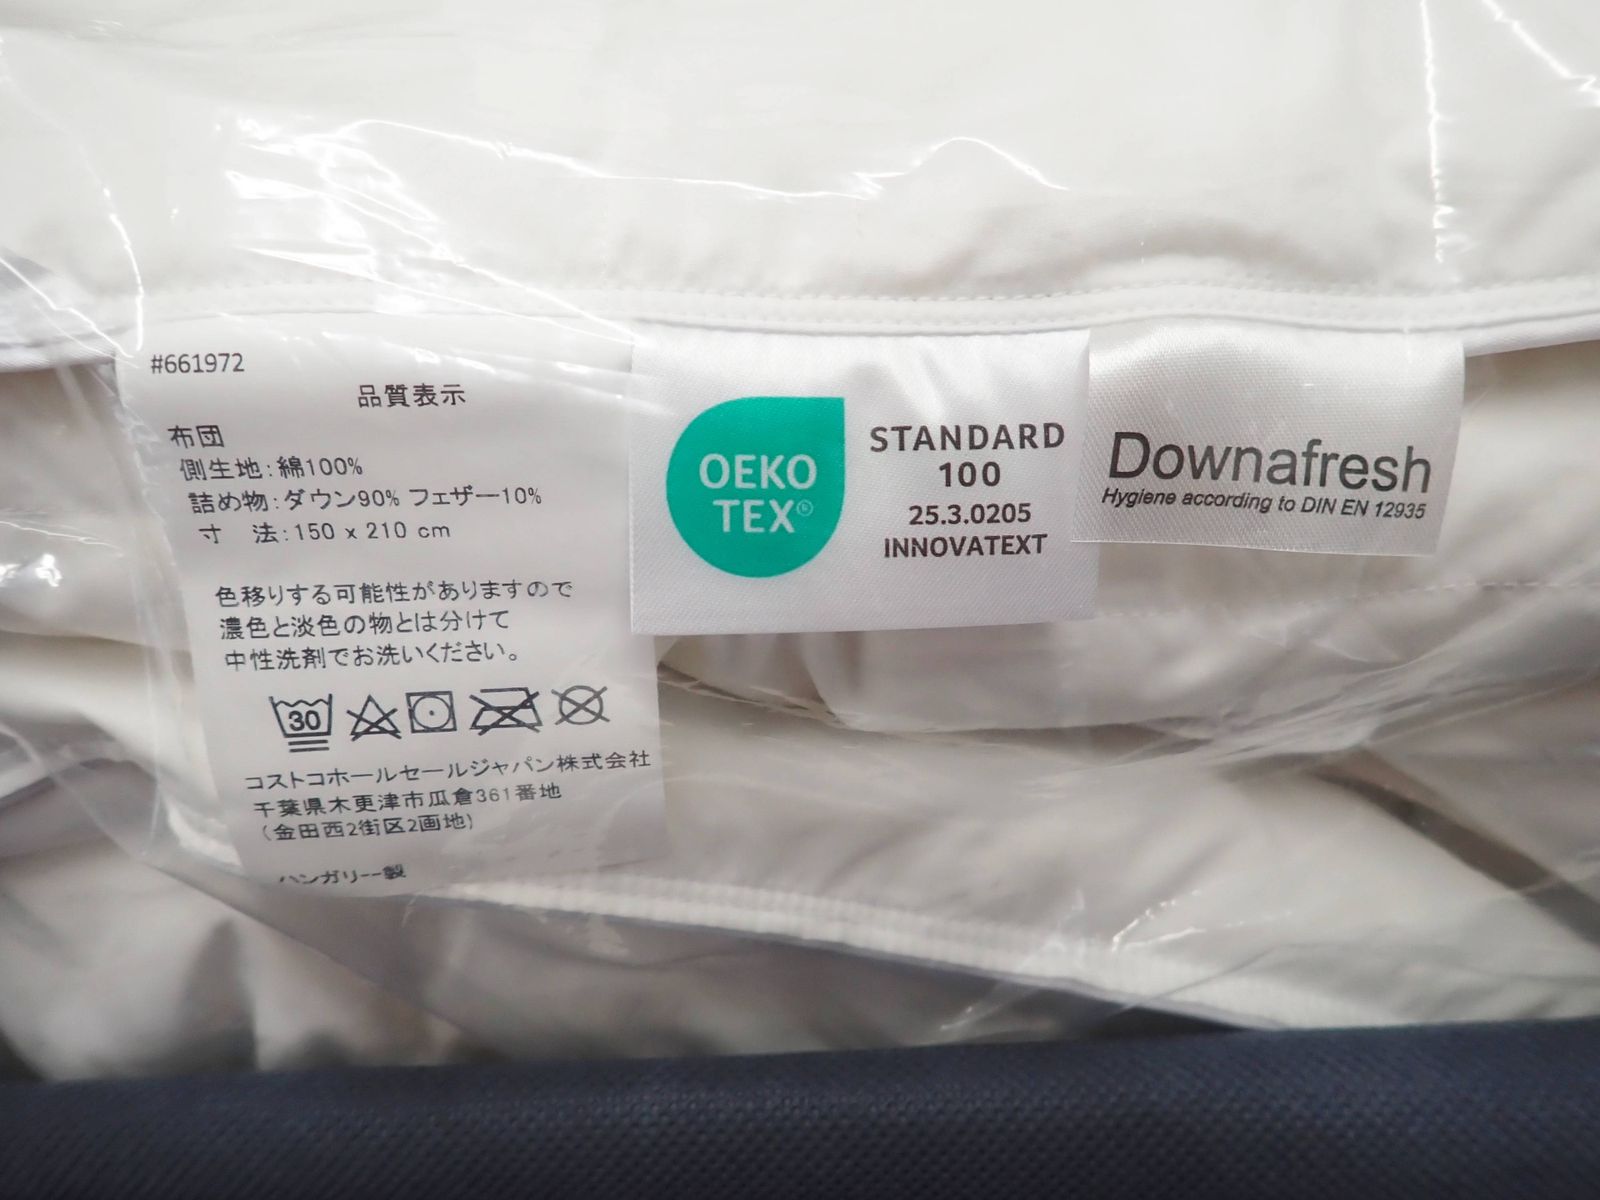 #661972
品質表示
布団
側生地:綿100%
詰め物:ダウン90% フェザー10%
寸 法:150 x 210 cm
色移りする可能性がありますので
濃色と淡色の物とは分けて
中性洗剤でお洗いください。
30
コストコホールセールジャパン株式会社
千葉県木更津市瓜倉361番地
(金田西2街区2画地)
ハンガリー製
OEKO
TEX®
STANDARD
100
25.3.0205
INNOVATEXT
Downafresh
Hygiene according to DIN EN 12935